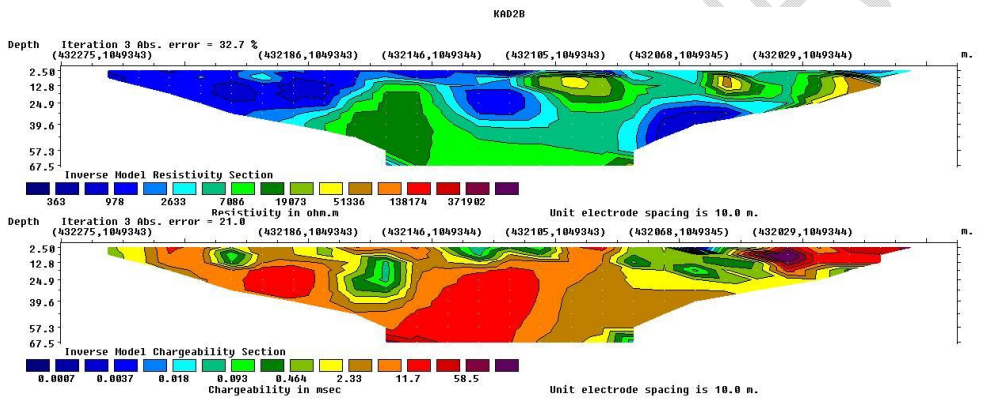 KAD2B
Depth Iteration 3 Abs. error = 32.7 %
(432275,1049343) (432186,1049343) (432146,1049344) (432105,1049343) (432068,1049345) (432029,1049344) m.
2.50
12.8
24.9
39.6
57.3
67.5
Inverse Model Resistivity Section
363 978 2633 7086 19073 51336 138174 371902
Resistivity in ohm.m Unit electrode spacing is 10.0 m.
Depth Iteration 3 Abs. error = 21.0
(432275,1049343) (432186,1049343) (432146,1049344) (432105,1049343) (432068,1049345) (432029,1049344) m.
2.50
12.8
24.9
39.6
57.3
67.5
Inverse Model Chargeability Section
0.0007 0.0037 0.018 0.093 0.464 2.33 11.7 58.5
Chargeability in msec Unit electrode spacing is 10.0 m.